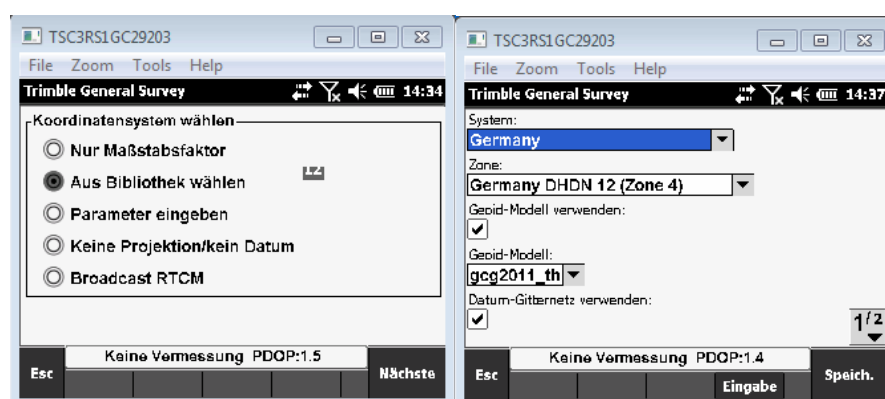 TSC3RS1GC29203
File Zoom Tools Help
Trimble General Survey 14:34
Koordinatensystem wählen
Nur Maßstabsfaktor
Aus Bibliothek wählen
Parameter eingeben
Keine Projektion/kein Datum
Broadcast RTCM
Keine Vermessung PDOP:1.5
Esc
Nächste
TSC3RS1GC29203
File Zoom Tools Help
Trimble General Survey 14:37
System:
Germany
Zone:
Germany DHDN 12 (Zone 4)
Geoid-Modell verwenden:
Geoid-Modell:
gcg2011_th
Datum-Gitternetz verwenden:
1/2
Keine Vermessung PDOP:1.4
Esc
Eingabe
Speich.